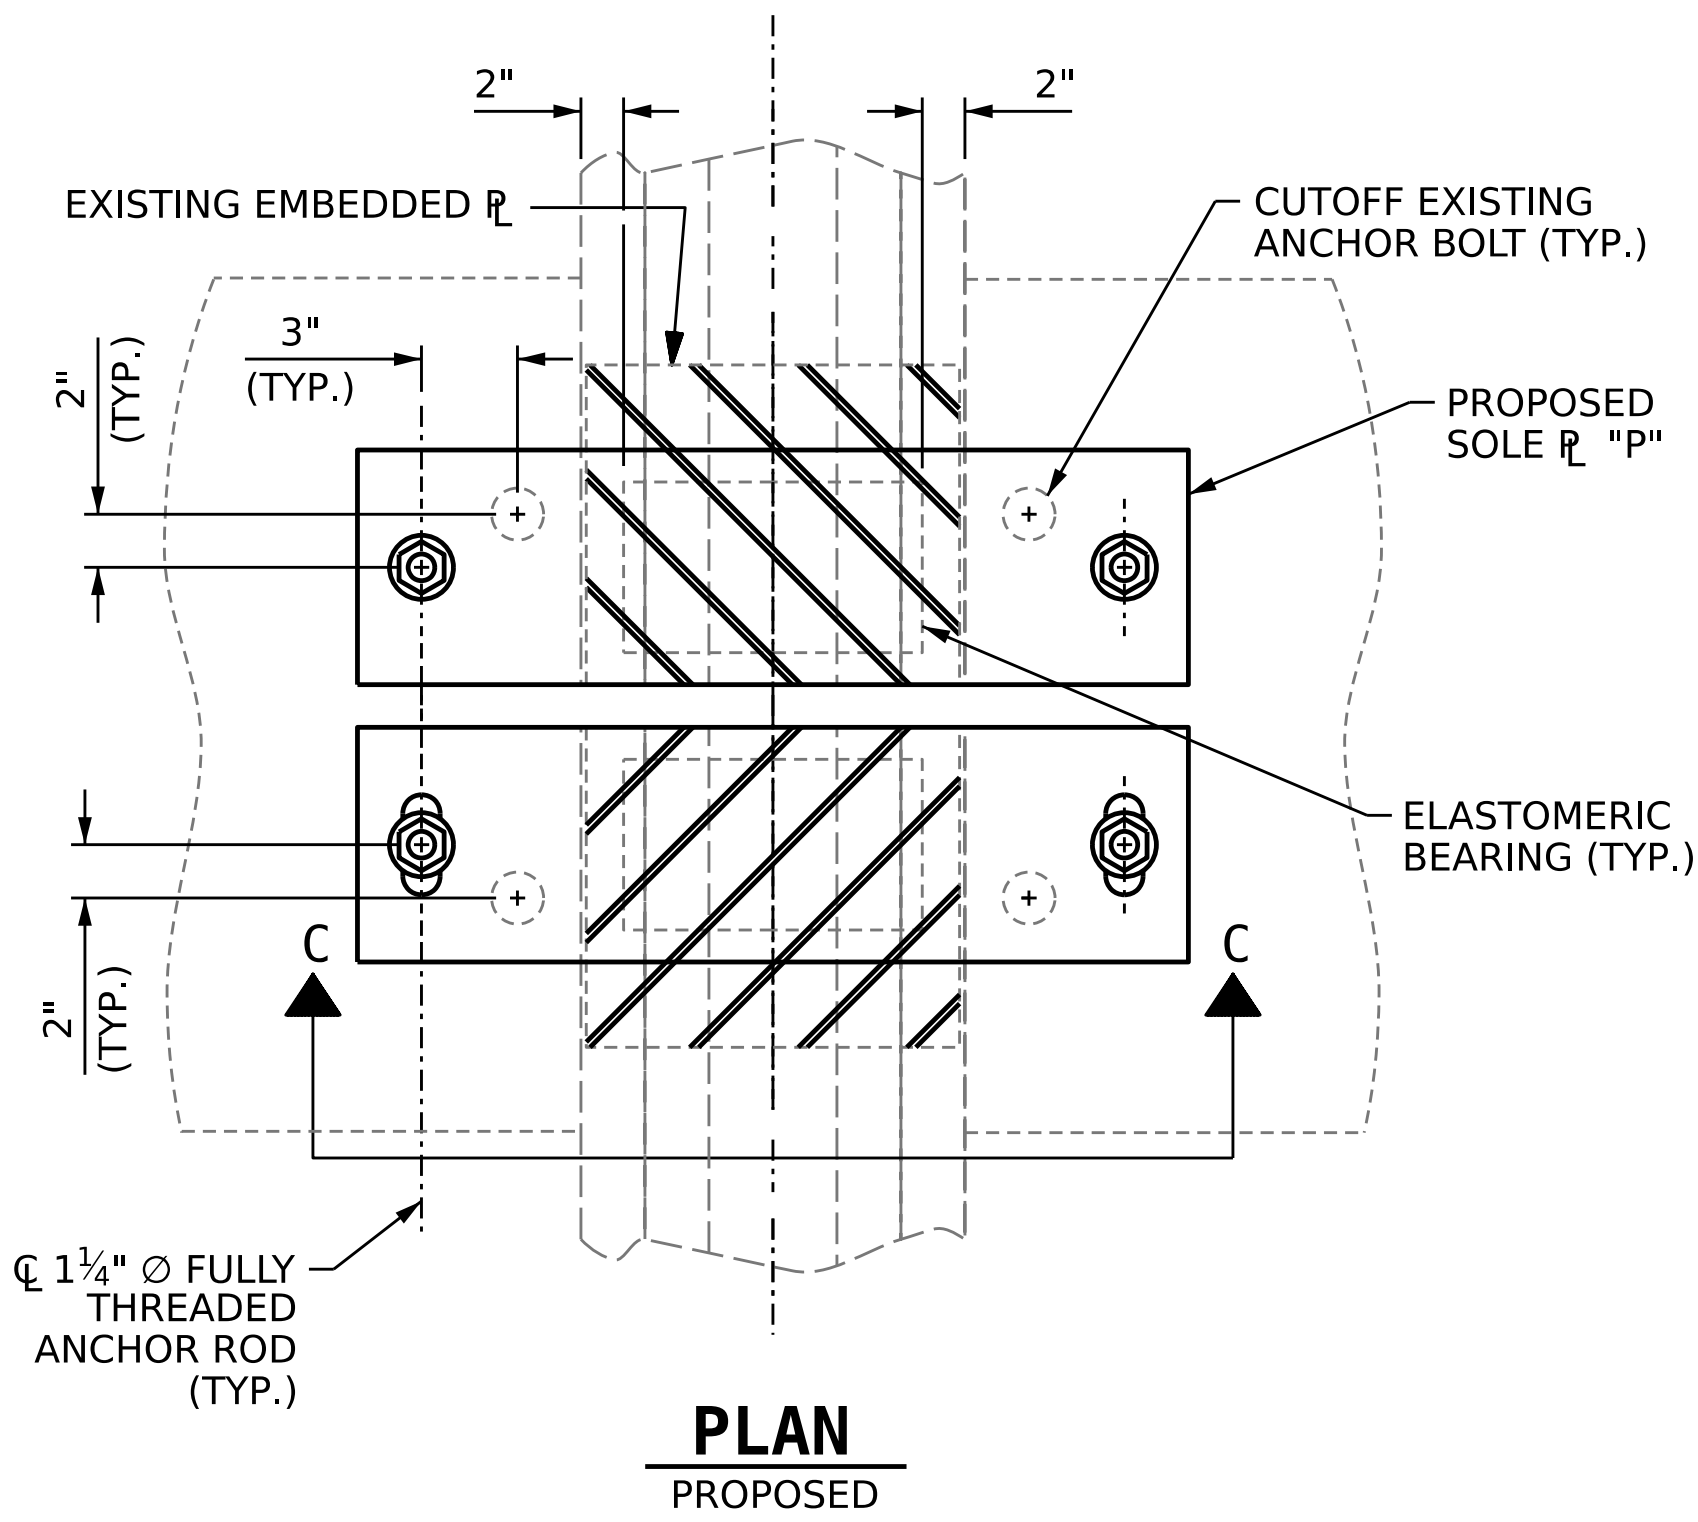 2" 2"
EXISTING EMBEDDED ℄
CUTOFF EXISTING
ANCHOR BOLT (TYP.)
3"
(TYP.)
2"
(TYP.)
PROPOSED
SOLE PL "P"
ELASTOMERIC
BEARING (TYP.)
C C
2"
(TYP.)
℄ 1¼" ∅ FULLY
THREADED
ANCHOR ROD
(TYP.)
PLAN
PROPOSED